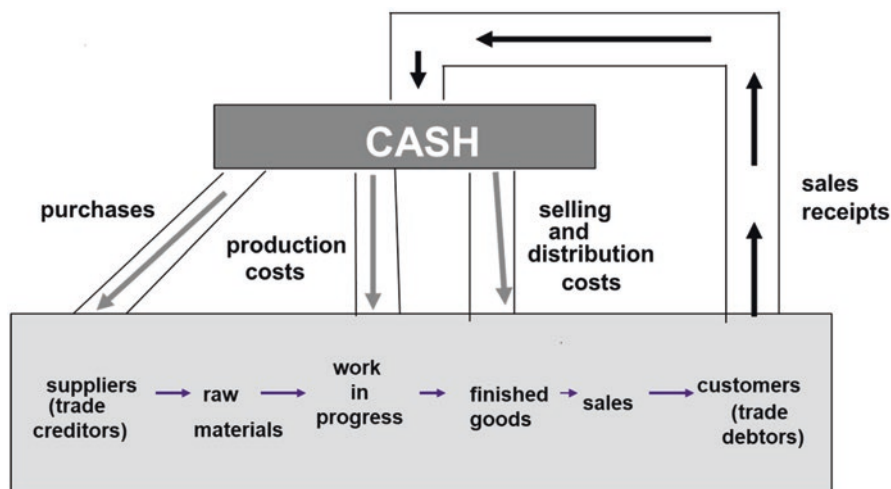 CASH
purchases
production
costs
selling
and
distribution
costs
sales
receipts
suppliers
(trade
creditors)
raw
materials
work
in
progress
finished
goods
sales
customers
(trade
debtors)